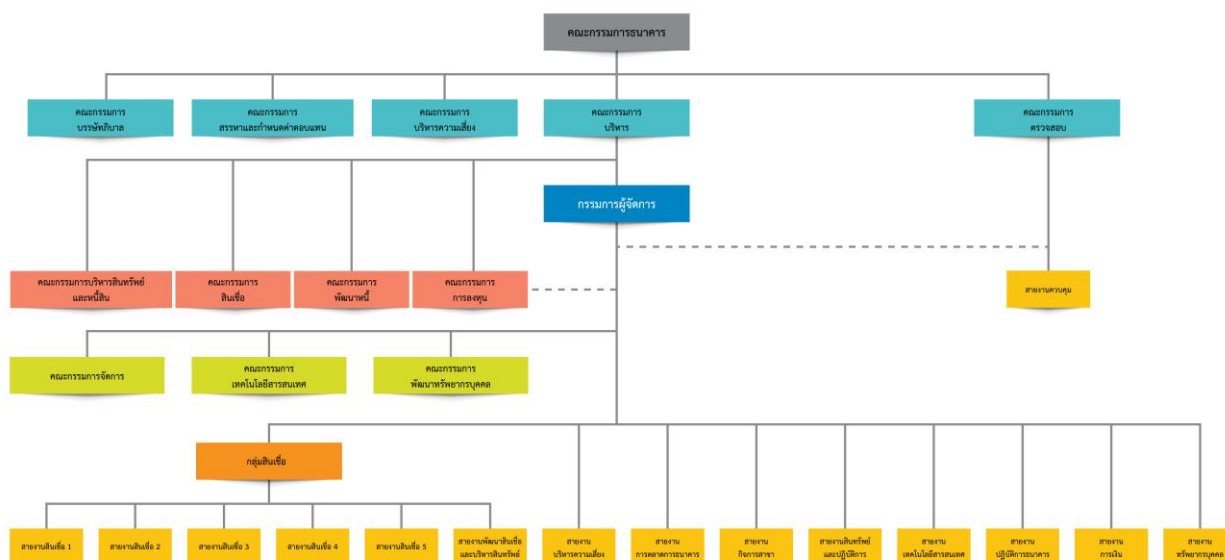 คณะกรรมการธนาคาร
คณะกรรมการ
บรรษัทภิบาล
คณะกรรมการ
สรรหาและกำหนดค่าตอบแทน
คณะกรรมการ
บริหารความเสี่ยง
คณะกรรมการ
บริหาร
คณะกรรมการ
ตรวจสอบ
กรรมการผู้จัดการ
คณะกรรมการบริหารสินทรัพย์
และหนี้สิน
คณะกรรมการ
สินเชื่อ
คณะกรรมการ
พัฒนาหนี้
คณะกรรมการ
การลงทุน
สายงานควบคุม
คณะกรรมการจัดการ
คณะกรรมการ
เทคโนโลยีสารสนเทศ
คณะกรรมการ
พัฒนาทรัพยากรบุคคล
กลุ่มสินเชื่อ
สายงานสินเชื่อ 1
สายงานสินเชื่อ 2
สายงานสินเชื่อ 3
สายงานสินเชื่อ 4
สายงานสินเชื่อ 5
สายงานพัฒนาสินเชื่อ
และบริหารสินทรัพย์
สายงาน
บริหารความเสี่ยง
สายงาน
การตลาดการธนาคาร
สายงาน
กิจการสาขา
สายงานสินทรัพย์
และปฏิบัติการ
สายงาน
เทคโนโลยีสารสนเทศ
สายงาน
ปฏิบัติการธนาคาร
สายงาน
การเงิน
สายงาน
ทรัพยากรบุคคล